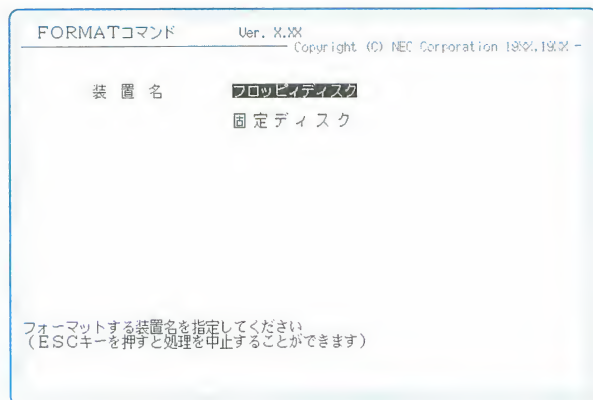 FORMATコマンド Ver. X.XX
Copyright (C) NEC Corporation 19XX,19XX
装 置 名 フロッピィディスク
固定ディスク
フォーマットする装置名を指定してください
(ESCキーを押すと処理を中止することができます)